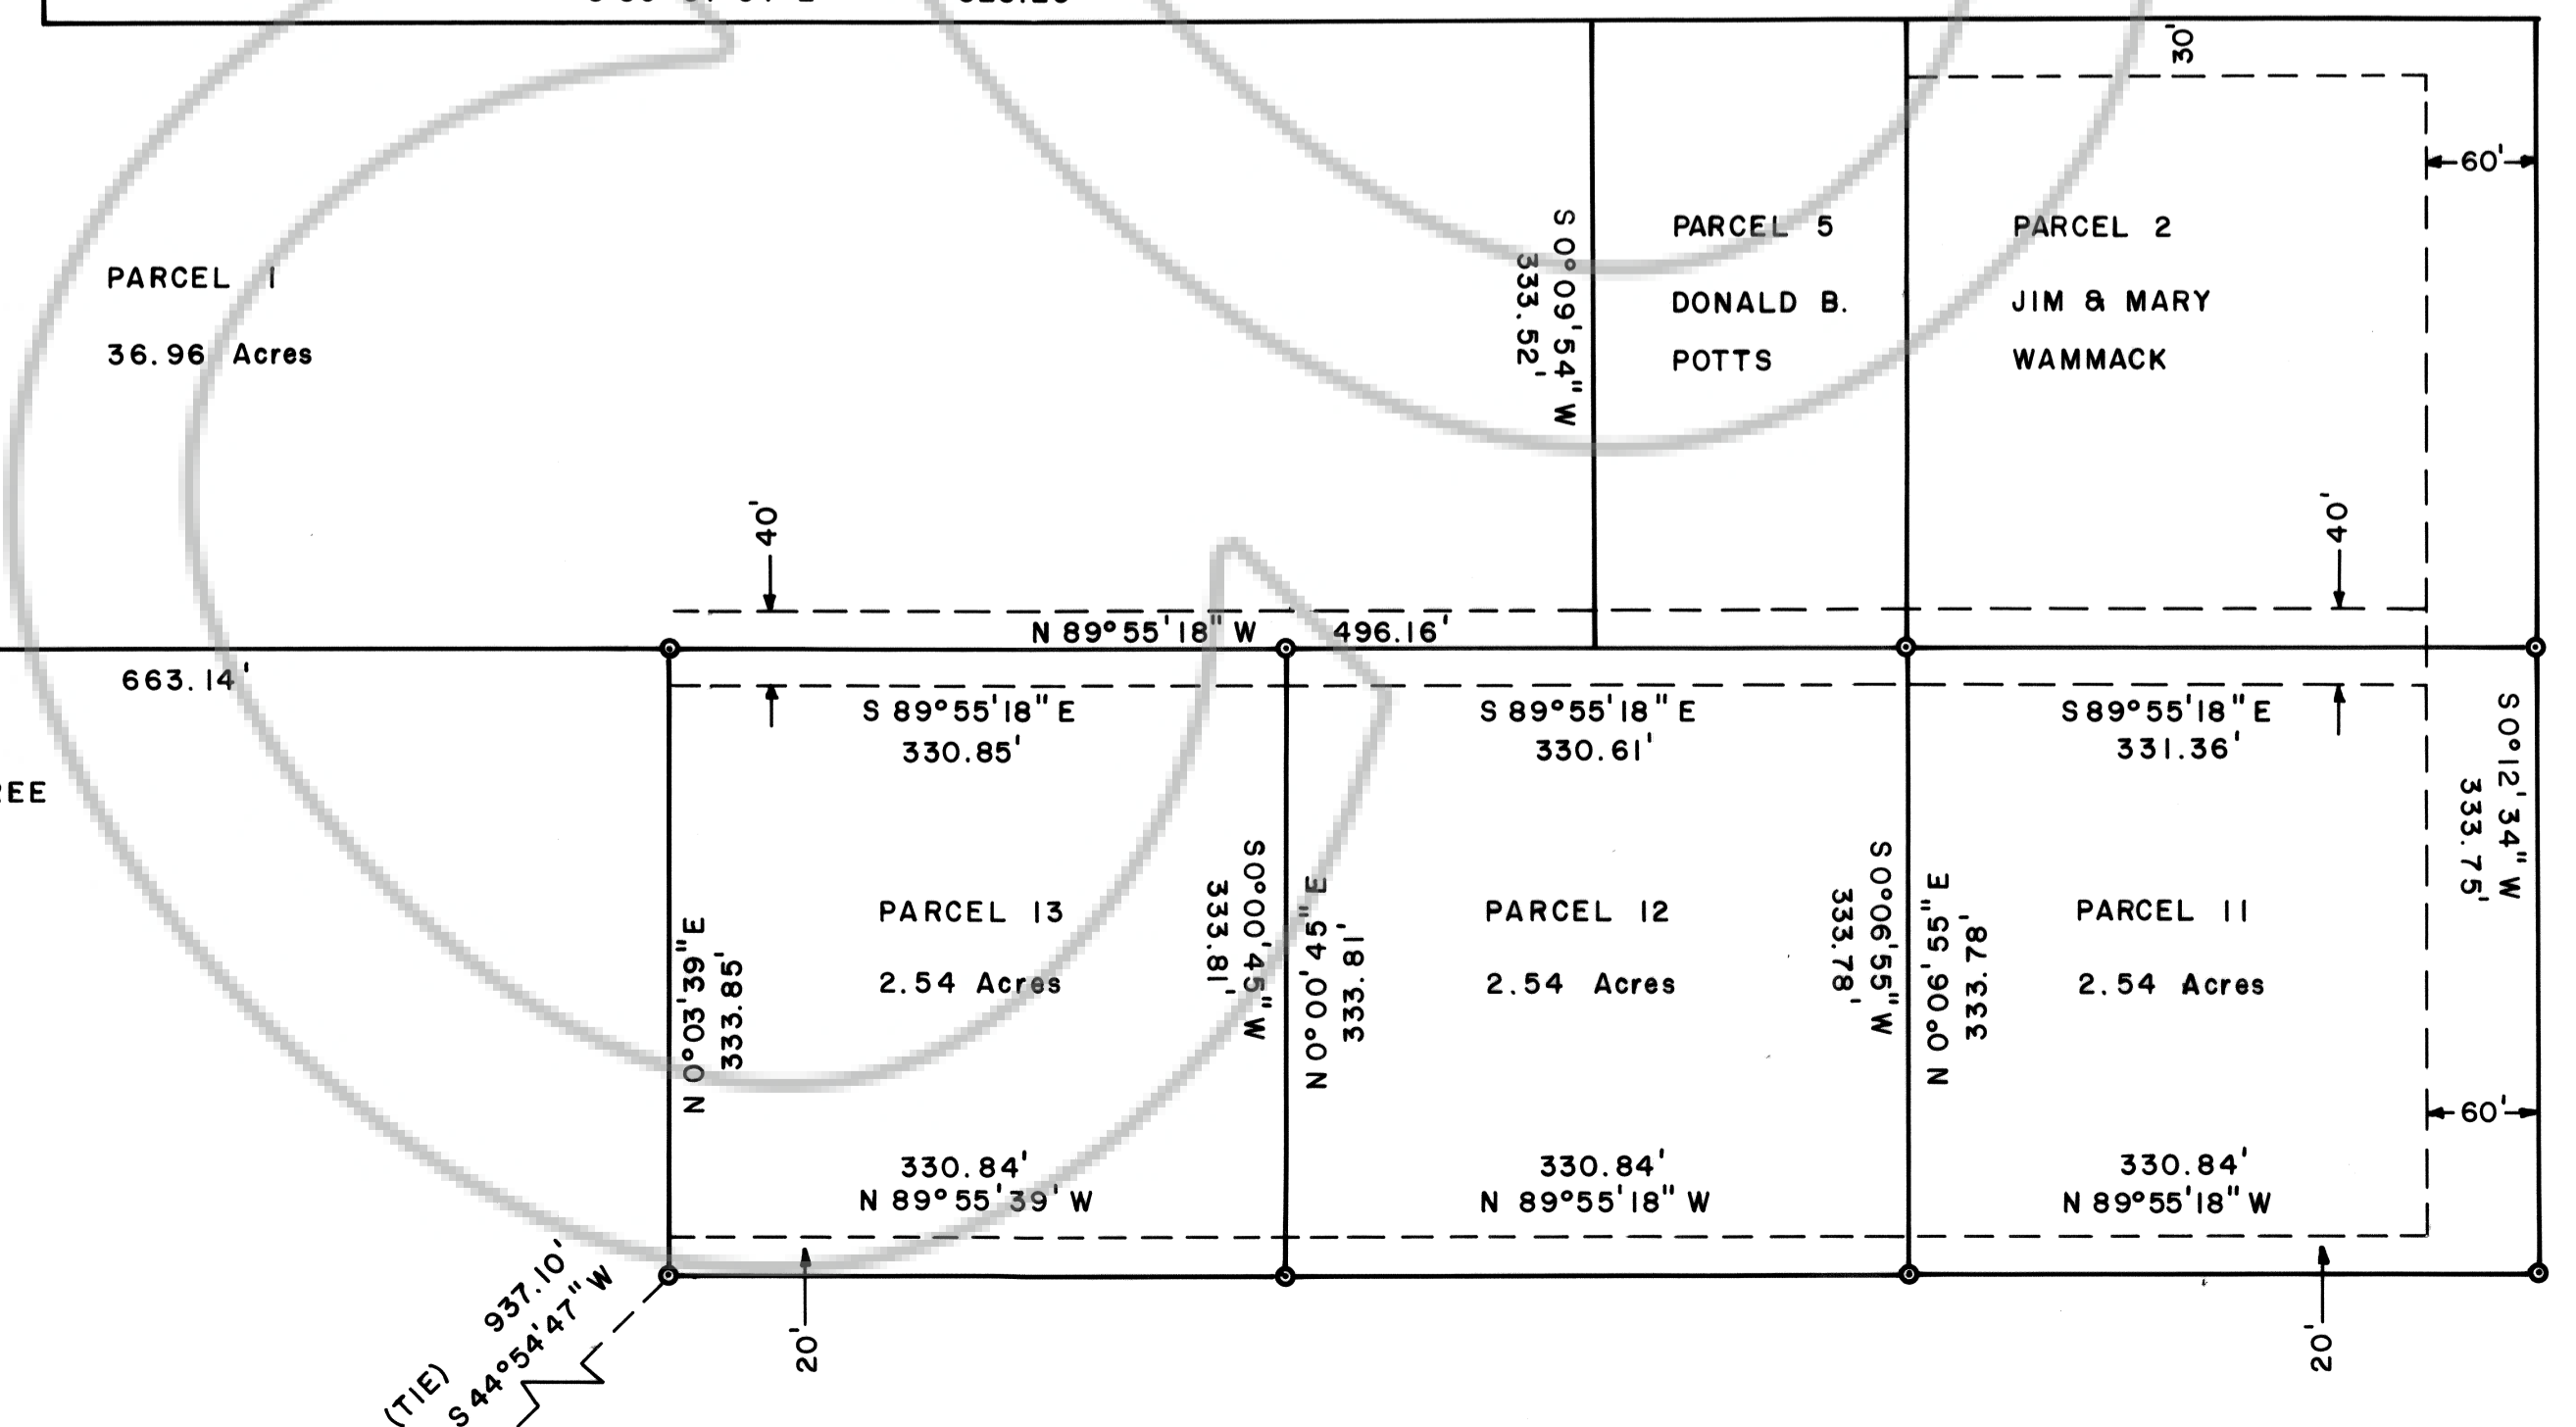 30'
60'
PARCEL 5
DONALD B.
POTTS
PARCEL 2
JIM & MARY
WAMMACK
S 0°09'54" W
333.52'
PARCEL 1
36.96 Acres
40'
40'
N 89°55'18" W 496.16'
663.14'
S 89°55'18" E
330.85'
S 89°55'18" E
330.61'
S 89°55'18" E
331.36'
S 0°12'34" W
333.75'
N 0°03'39" E
333.85'
PARCEL 13
2.54 Acres
S 0°00'45" W
333.81'
N 0°00'45" E
333.81'
PARCEL 12
2.54 Acres
S 0°06'55" W
333.78'
N 0°06'55" E
333.78'
PARCEL 11
2.54 Acres
60'
330.84'
N 89°55'39' W
330.84'
N 89°55'18" W
330.84'
N 89°55'18" W
937.10'
(TIE) S 44°54'47" W
20'
20'